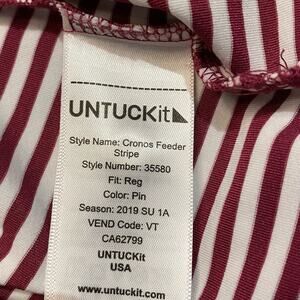 UNTUCKit
Style Name: Cronos Feeder
Stripe
Style Number: 35580
Fit: Reg
Color: Pin
Season: 2019 SU 1A
VEND Code: VT
CA62799
UNTUCKit
USA
www.untuckit.com